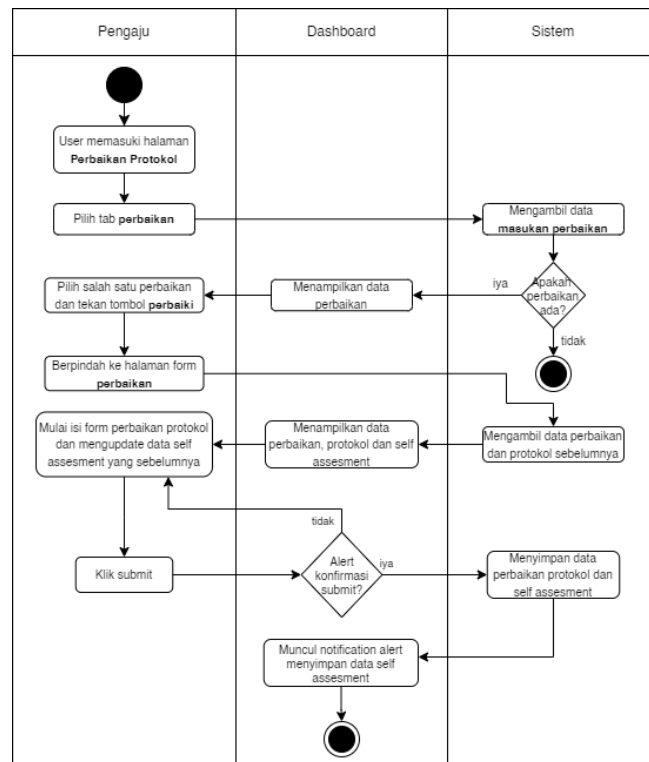 Pengaju
Dashboard
Sistem
User memasuki halaman
Perbaikan Protokol
Pilih tab perbaikan
Mengambil data
masukan perbaikan
Apakah
perbaikan
ada?
iya
tidak
Menampilkan data
perbaikan
Pilih salah satu perbaikan
dan tekan tombol perbaiki
Berpindah ke halaman form
perbaikan
Mengambil data perbaikan
dan protokol sebelumnya
Menampilkan data
perbaikan, protokol dan self
assesment
Mulai isi form perbaikan protokol
dan mengupdate data self
assesment yang sebelumnya
Klik submit
Alert
konfirmasi
submit?
tidak
iya
Menyimpan data
perbaikan protokol dan
self assesment
Muncul notification alert
menyimpan data self
assesment